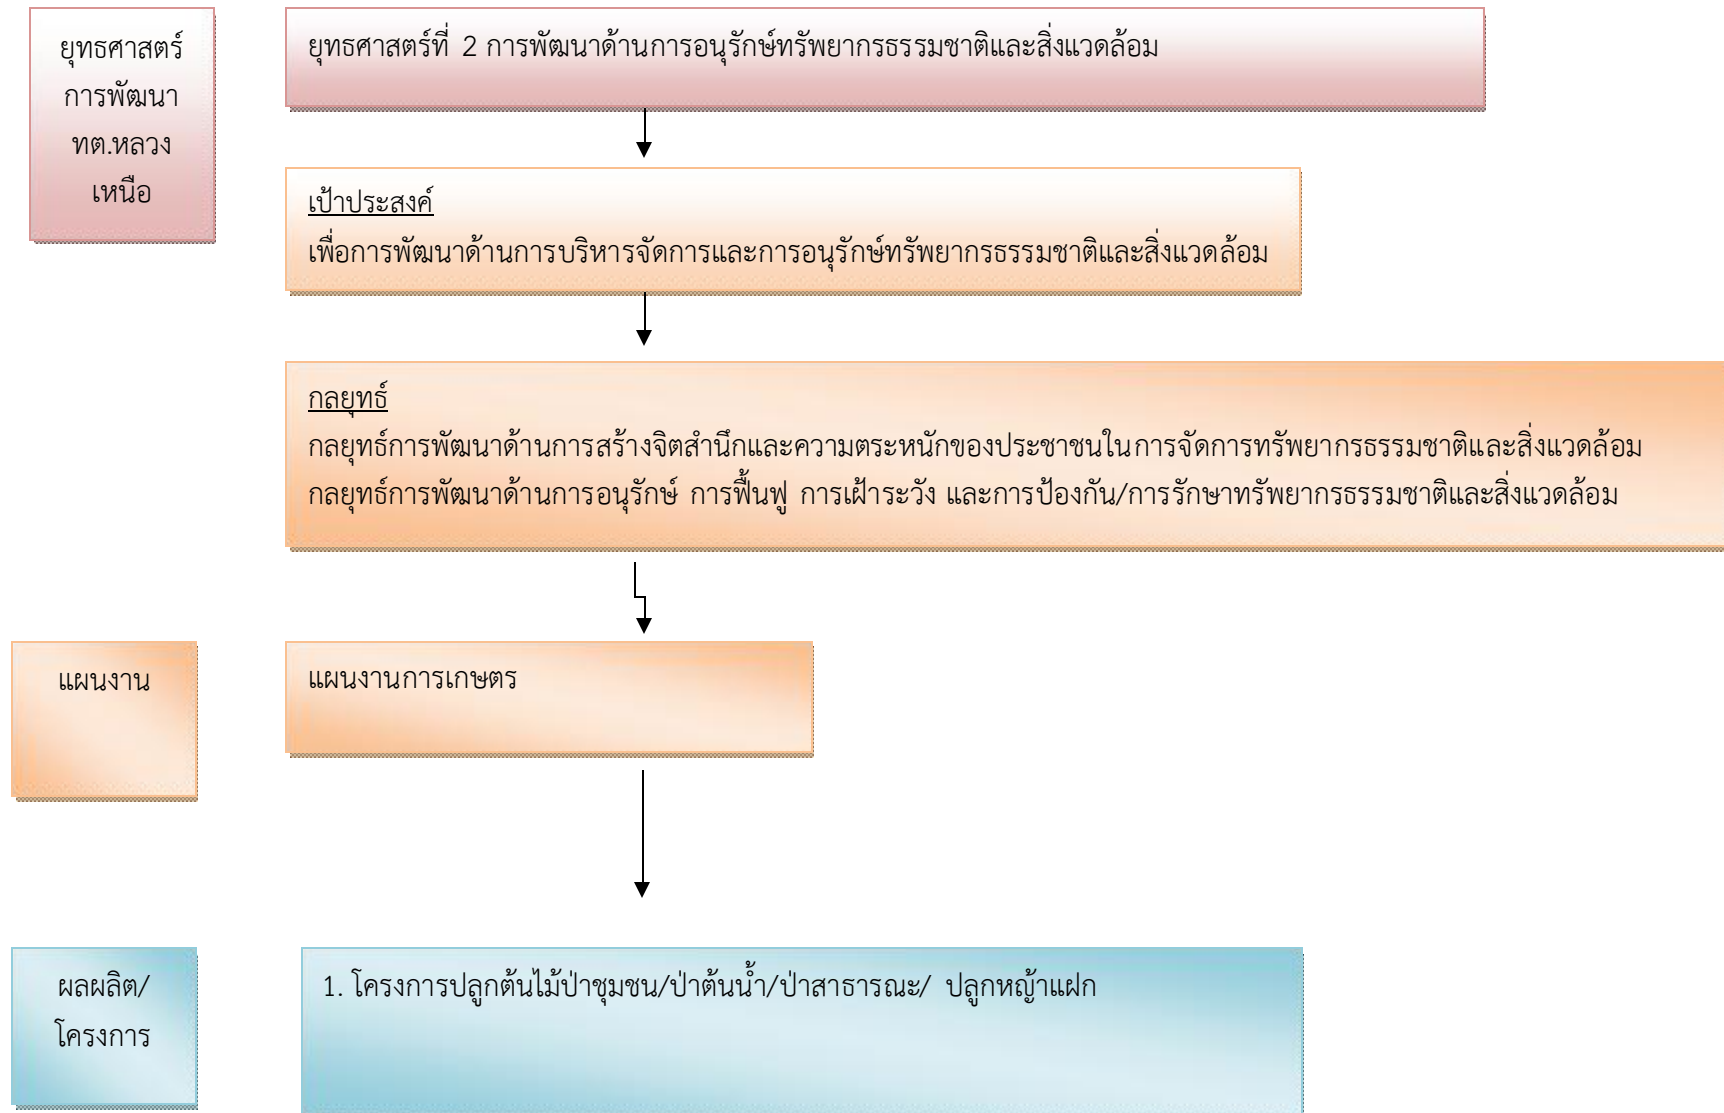 ยุทธศาสตร์
การพัฒนา
ทต.หลวง
เหนือ
ยุทธศาสตร์ที่ 2 การพัฒนาด้านการอนุรักษ์ทรัพยากรธรรมชาติและสิ่งแวดล้อม
เป้าประสงค์
เพื่อการพัฒนาด้านการบริหารจัดการและการอนุรักษ์ทรัพยากรธรรมชาติและสิ่งแวดล้อม
กลยุทธ์
กลยุทธ์การพัฒนาด้านการสร้างจิตสำนึกและความตระหนักของประชาชนในการจัดการทรัพยากรธรรมชาติและสิ่งแวดล้อม
กลยุทธ์การพัฒนาด้านการอนุรักษ์ การฟื้นฟู การเฝ้าระวัง และการป้องกัน/การรักษาทรัพยากรธรรมชาติและสิ่งแวดล้อม
แผนงาน
แผนงานการเกษตร
ผลผลิต/
โครงการ
1. โครงการปลูกต้นไม้ป่าชุมชน/ป่าต้นน้ำ/ป่าสาธารณะ/ ปลูกหญ้าแฝก